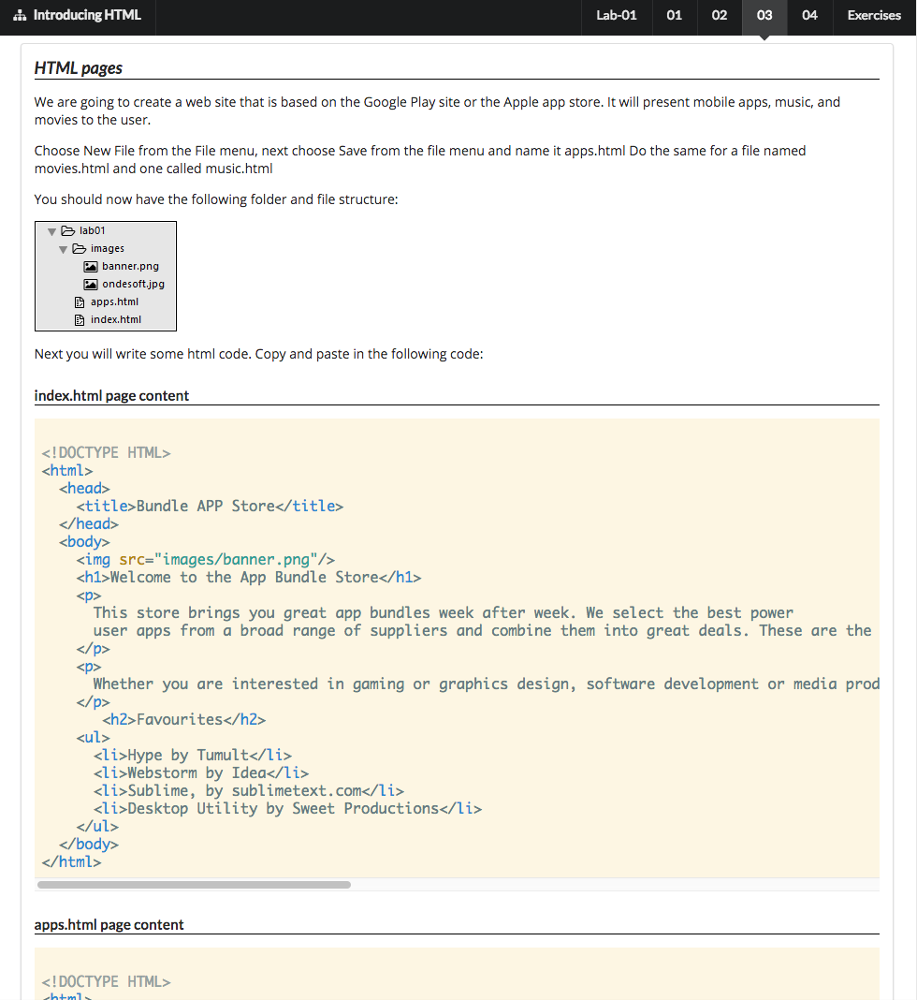 Introducing HTML Lab-01 01 02 03 04 Exercises
HTML pages
We are going to create a web site that is based on the Google Play site or the Apple app store. It will present mobile apps, music, and
movies to the user.
Choose New File from the File menu, next choose Save from the file menu and name it apps.html Do the same for a file named
movies.html and one called music.html
You should now have the following folder and file structure:
lab01
images
banner.png
ondesoft.jpg
apps.html
index.html
Next you will write some html code. Copy and paste in the following code:
index.html page content
<!DOCTYPE HTML>
<html>
  <head>
    <title>Bundle APP Store</title>
  </head>
  <body>
    <img src="images/banner.png"/>
    <h1>Welcome to the App Bundle Store</h1>
    <p>
      This store brings you great app bundles week after week. We select the best power
      user apps from a broad range of suppliers and combine them into great deals. These are the
    </p>
    <p>
      Whether you are interested in gaming or graphics design, software development or media prod
    </p>
       <h2>Favourites</h2>
    <ul>
      <li>Hype by Tumult</li>
      <li>Webstorm by Idea</li>
      <li>Sublime, by sublimetext.com</li>
      <li>Desktop Utility by Sweet Productions</li>
    </ul>
  </body>
</html>
apps.html page content
<!DOCTYPE HTML>
<html>